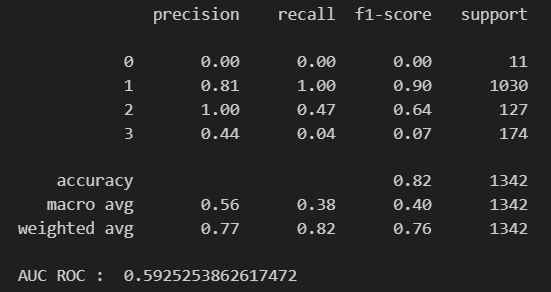 precision recall f1-score support
0 0.00 0.00 0.00 11
1 0.81 1.00 0.90 1030
2 1.00 0.47 0.64 127
3 0.44 0.04 0.07 174
accuracy 0.82 1342
macro avg 0.56 0.38 0.40 1342
weighted avg 0.77 0.82 0.76 1342
AUC ROC : 0.5925253862617472